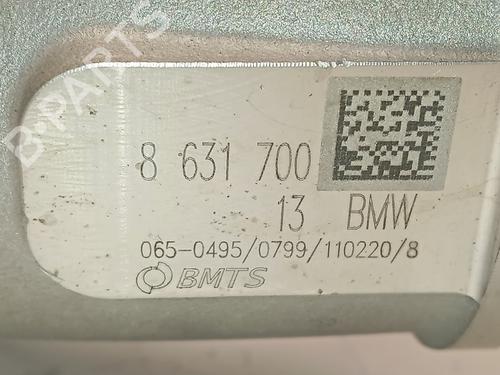 B-PARTS
8 631 700
13 BMW
065-0495/0799/110220/8
BMTS